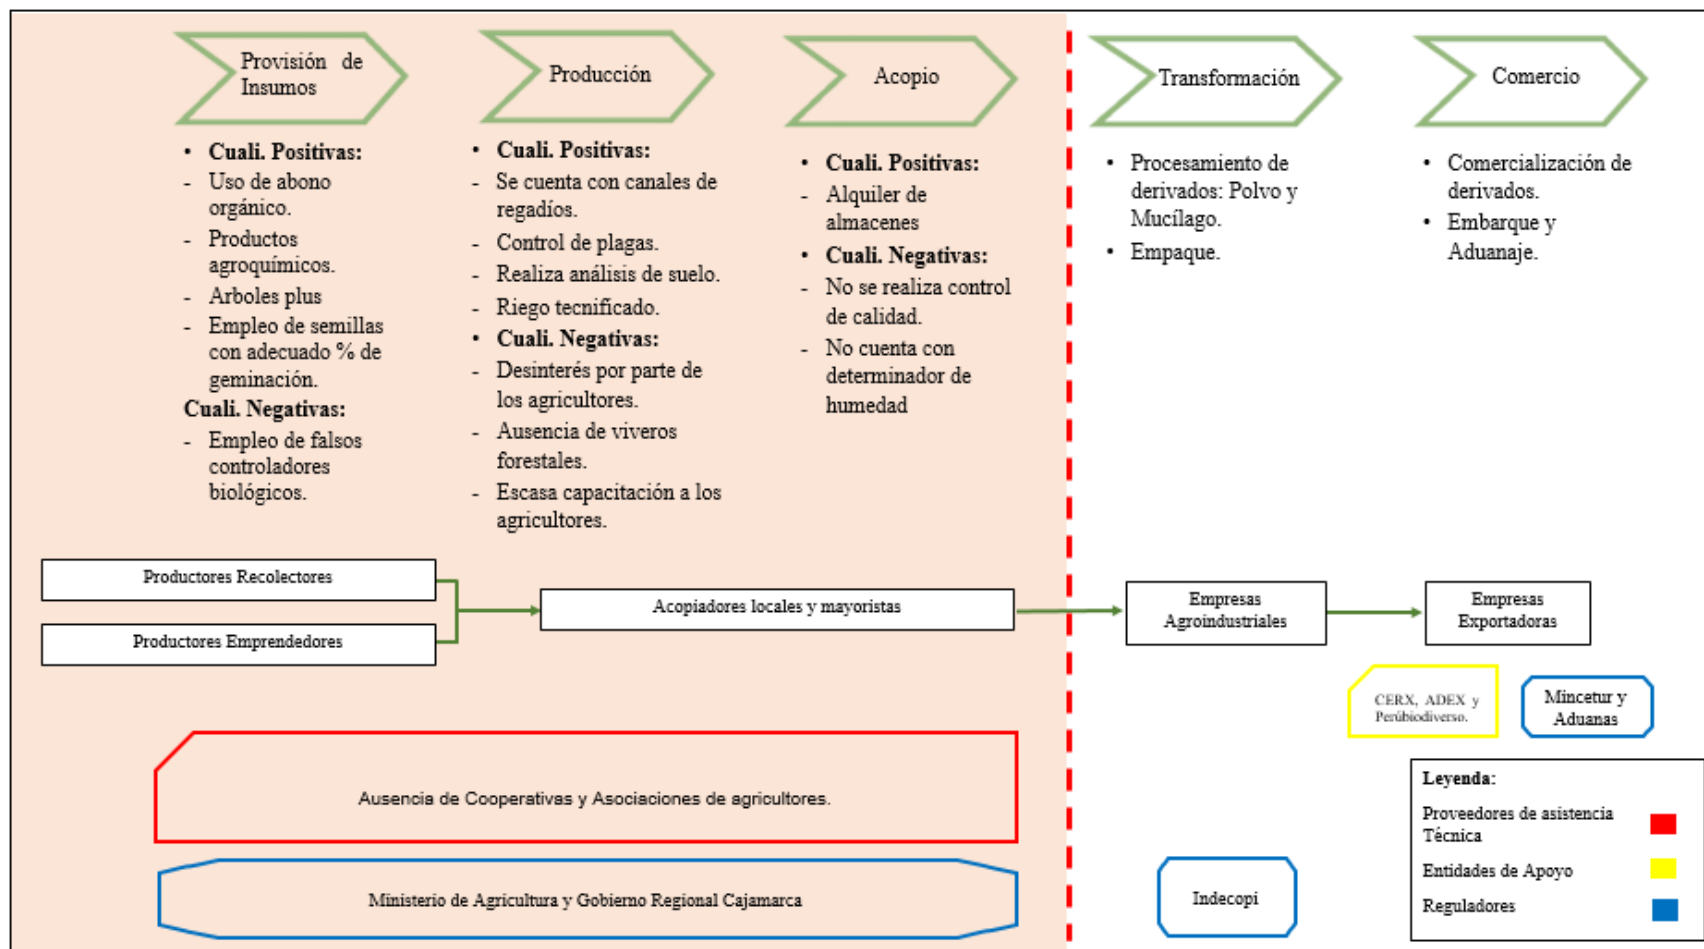 Provisión de
Insumos
Producción
Acopio
Transformación
Comercio
• Cuali. Positivas:
- Uso de abono
orgánico.
- Productos
agroquímicos.
- Arboles plus
- Empleo de semillas
con adecuado % de
geminación.
Cuali. Negativas:
- Empleo de falsos
controladores
biológicos.
• Cuali. Positivas:
- Se cuenta con canales de
regadíos.
- Control de plagas.
- Realiza análisis de suelo.
- Riego tecnificado.
• Cuali. Negativas:
- Desinterés por parte de
los agricultores.
- Ausencia de viveros
forestales.
- Escasa capacitación a los
agricultores.
• Cuali. Positivas:
- Alquiler de
almacenes
• Cuali. Negativas:
- No se realiza control
de calidad.
- No cuenta con
determinador de
humedad
• Procesamiento de
derivados: Polvo y
Mucílago.
• Empaque.
• Comercialización de
derivados.
• Embarque y
Aduanaje.
Productores Recolectores
Productores Emprendedores
Acopiadores locales y mayoristas
Empresas
Agroindustriales
Empresas
Exportadoras
CERX, ADEX y
Perúbiodiverso.
Mincetur y
Aduanas
Ausencia de Cooperativas y Asociaciones de agricultores.
Ministerio de Agricultura y Gobierno Regional Cajamarca
Indecopi
Leyenda:
Proveedores de asistencia
Técnica
Entidades de Apoyo
Reguladores